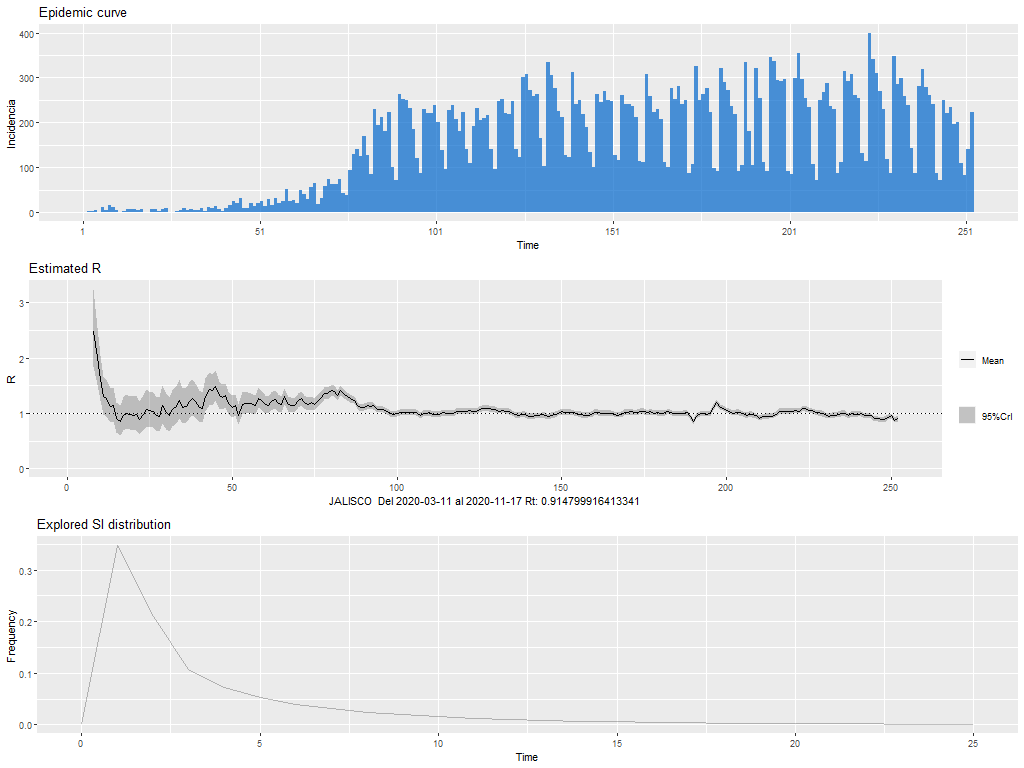 Epidemic curve
400
300
200
100
0
Incidencia
1 51 101 151 201 251
Time
Estimated R
3
2
1
0
R
0 50 100 150 200 250
JALISCO Del 2020-03-11 al 2020-11-17 Rt: 0.914799916413341
Mean
95%CrI
Explored SI distribution
0.3
0.2
0.1
0.0
Frequency
0 5 10 15 20 25
Time